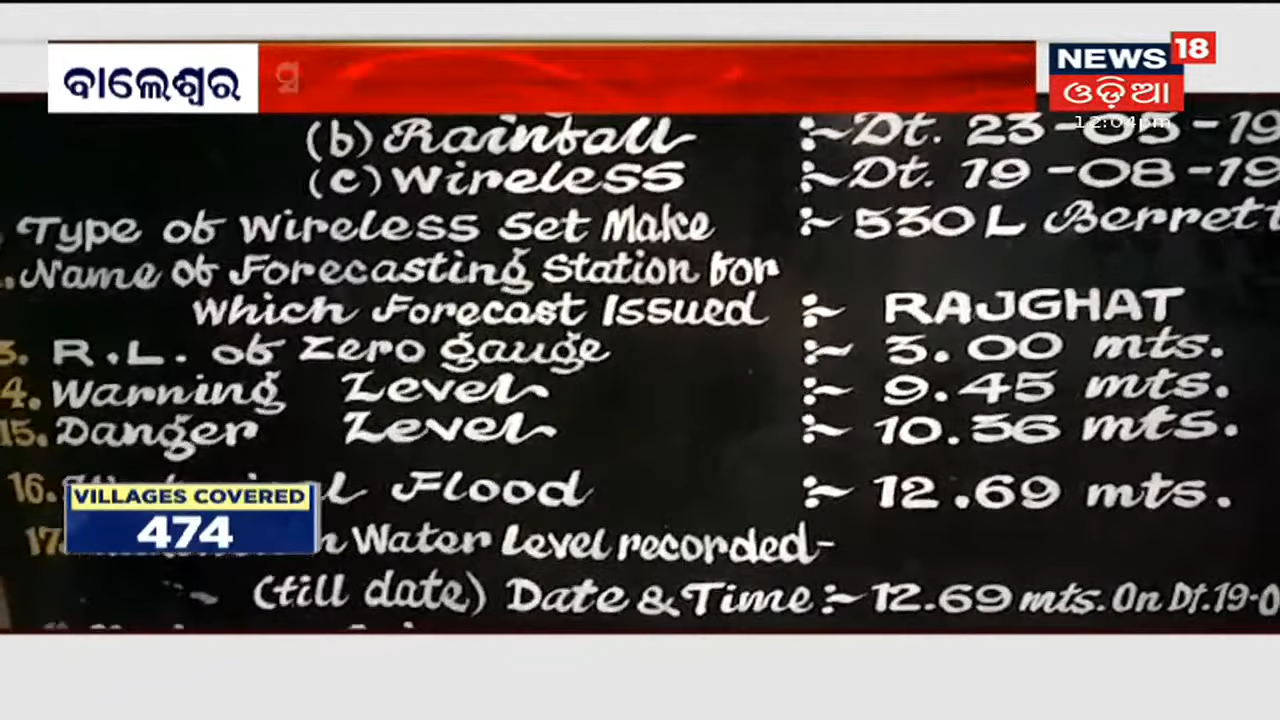 ବାଲେଶ୍ୱର
NEWS 18
ଓଡ଼ିଆ
12:04pm
(b) Rainfall :~ Dt. 23-05-19
(c) Wireless :~ Dt. 19-08-19
Type of Wireless Set Make :~ 530 L Berrett
Name of Forecasting Station for
Which Forecast Issued :~ RAJGHAT
3. R.L. of Zero gauge :~ 3.00 mts.
4. Warning Level :~ 9.45 mts.
15. Danger Level :~ 10.36 mts.
16. Flood :~ 12.69 mts.
VILLAGES COVERED
474
17 Water Level recorded-
(till date) Date & Time :~ 12.69 mts. On Dt. 19-0